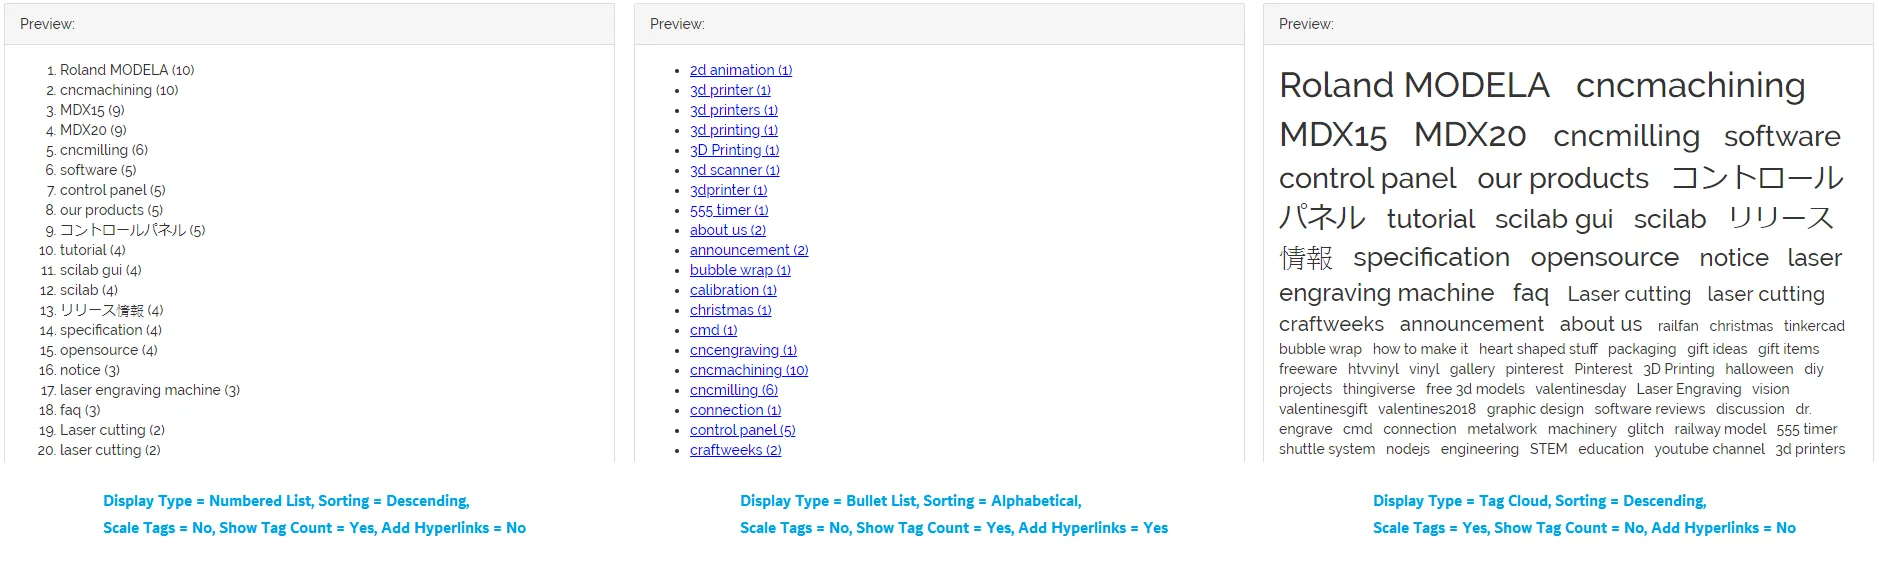 Preview:
1. Roland MODELA (10)
2. cncmachining (10)
3. MDX15 (9)
4. MDX20 (9)
5. cncmilling (6)
6. software (5)
7. control panel (5)
8. our products (5)
9. コントロールパネル (5)
10. tutorial (4)
11. scilab gui (4)
12. scilab (4)
13. リリース情報 (4)
14. specification (4)
15. opensource (4)
16. notice (3)
17. laser engraving machine (3)
18. faq (3)
19. Laser cutting (2)
20. laser cutting (2)
Display Type = Numbered List, Sorting = Descending,
Scale Tags = No, Show Tag Count = Yes, Add Hyperlinks = No
Preview:
• 2d animation (1)
• 3d printer (1)
• 3d printers (1)
• 3d printing (1)
• 3D Printing (1)
• 3d scanner (1)
• 3dprinter (1)
• 555 timer (1)
• about us (2)
• announcement (2)
• bubble wrap (1)
• calibration (1)
• christmas (1)
• cmd (1)
• cncengraving (1)
• cncmachining (10)
• cncmilling (6)
• connection (1)
• control panel (5)
• craftweeks (2)
Display Type = Bullet List, Sorting = Alphabetical,
Scale Tags = No, Show Tag Count = Yes, Add Hyperlinks = Yes
Preview:
Roland MODELA cncmachining
MDX15 MDX20 cncmilling software
control panel our products コントロール
パネル tutorial scilab gui scilab リリース
情報 specification opensource notice laser
engraving machine faq Laser cutting laser cutting
craftweeks announcement about us railfan christmas tinkercad
bubble wrap how to make it heart shaped stuff packaging gift ideas gift items
freeware htvvinyl vinyl gallery pinterest Pinterest 3D Printing halloween diy
projects thingiverse free 3d models valentinesday Laser Engraving vision
valentinesgift valentines2018 graphic design software reviews discussion dr.
engrave cmd connection metalwork machinery glitch railway model 555 timer
shuttle system nodejs engineering STEM education youtube channel 3d printers
Display Type = Tag Cloud, Sorting = Descending,
Scale Tags = Yes, Show Tag Count = No, Add Hyperlinks = No